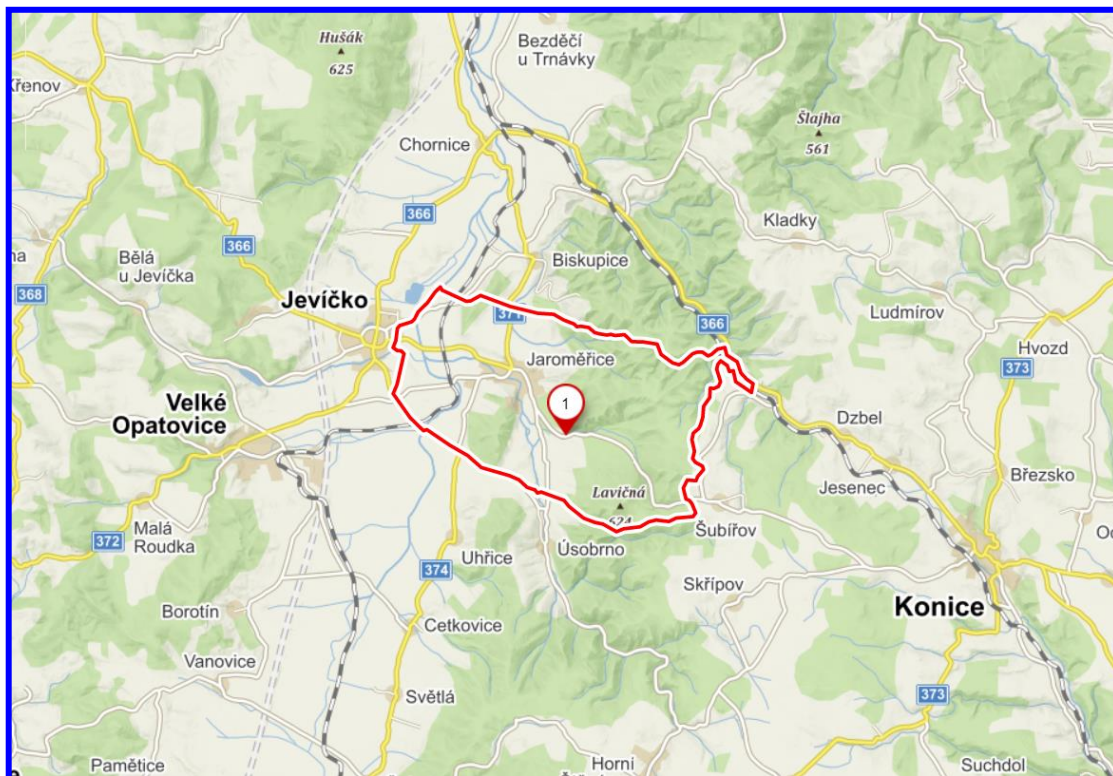 Hušák
625
Bezděčí
u Trnávky
Křenov
Šlajha
561
Chornice
366
Kladky
366
Bělá
u Jevíčka
Biskupice
368
Jevíčko
366
Ludmírov
371
Hvozd
Jaroměřice
373
Velké
Opatovice
1
Dzbel
Březsko
Jesenec
Lavičná
624
Malá
Roudka
Šubířov
372
Úsobrno
Uhřice
374
Skřípov
Konice
Borotín
Cetkovice
Vanovice
Světlá
373
Pamětice
Horní
Suchdol